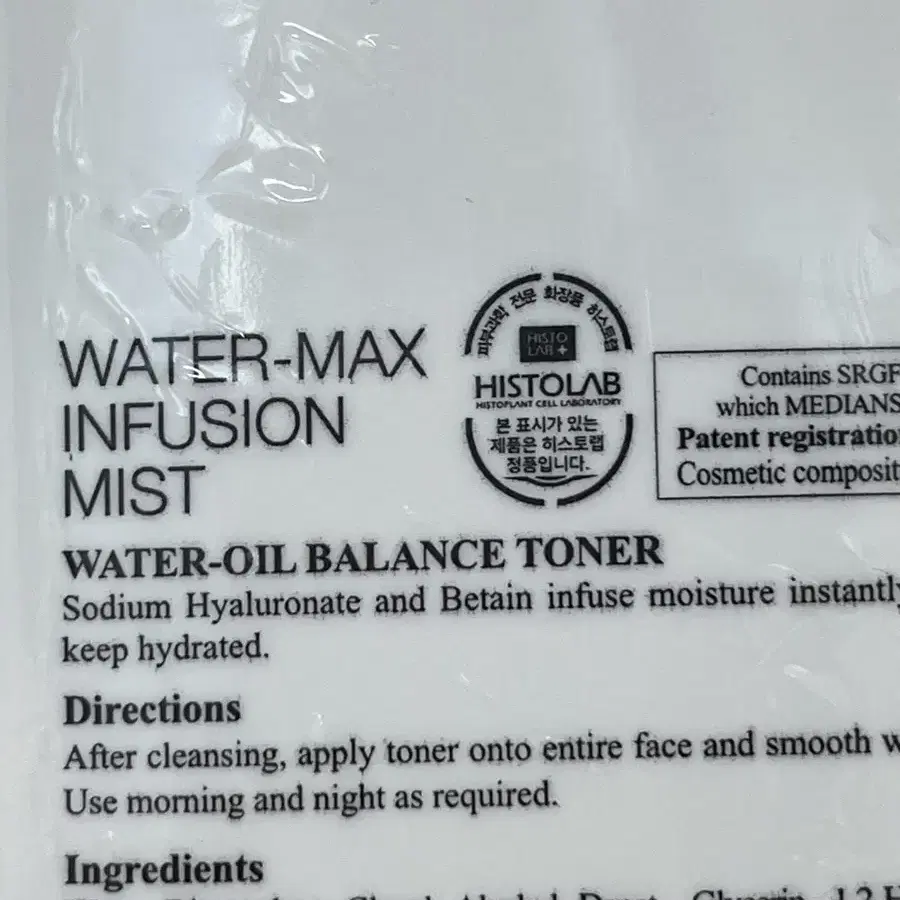 WATER-MAX
INFUSION
MIST
피부과학 전문 화장품 히스토랩
HISTO
LAB +
HISTOLAB
HISTOPLANT CELL LABORATORY
본 표시가 있는
제품은 히스토랩
정품입니다.
Contains SRGF
which MEDIANS
Patent registratio
Cosmetic composit
WATER-OIL BALANCE TONER
Sodium Hyaluronate and Betain infuse moisture instantly
keep hydrated.
Directions
After cleansing, apply toner onto entire face and smooth w
Use morning and night as required.
Ingredients